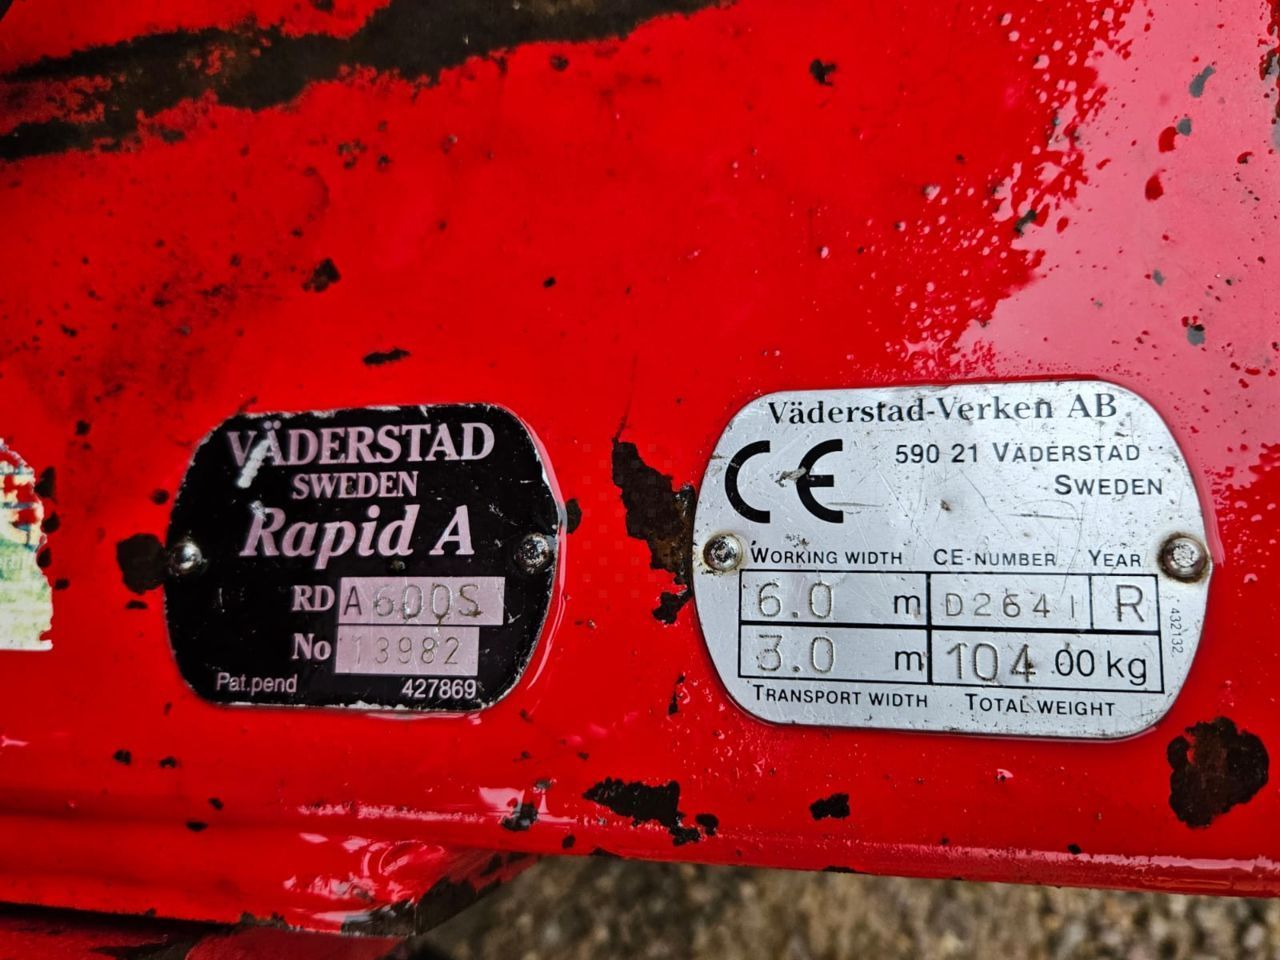 VÄDERSTAD
SWEDEN
Rapid A
RD A600S
No 13982
Pat.pend 427869
Väderstad-Verken AB
CE 590 21 VÄDERSTAD
SWEDEN
WORKING WIDTH CE-NUMBER YEAR
6.0 m D2641 R
3.0 m 10400 kg
TRANSPORT WIDTH TOTAL WEIGHT
432132